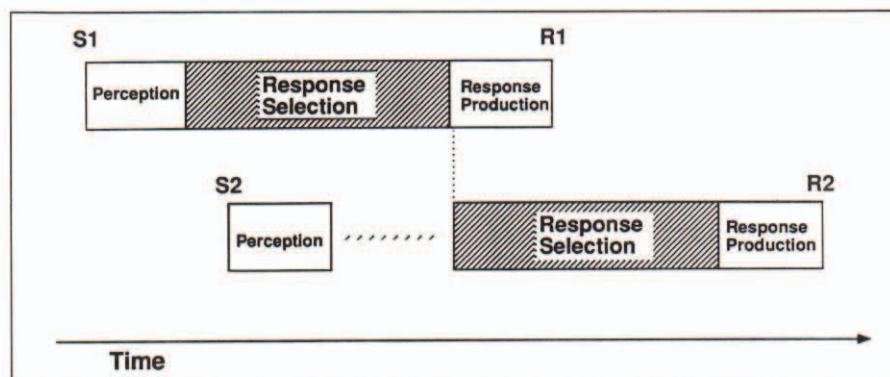 S1
R1
Perception
Response
Selection
Response
Production
S2
R2
Perception
Response
Selection
Response
Production
Time